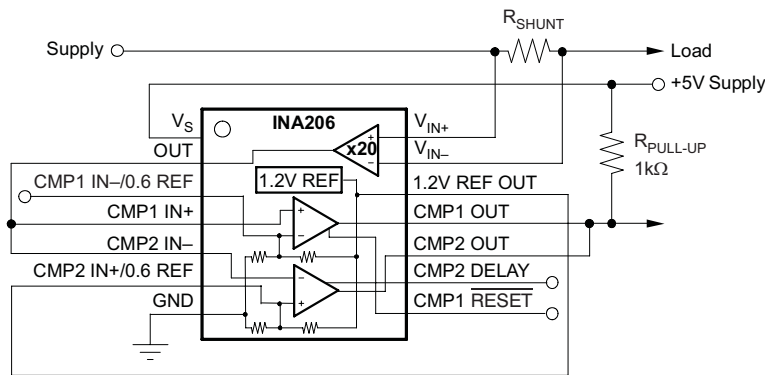 R_SHUNT
Supply
Load
+5V Supply
INA206
V_S
V_IN+
OUT
x20
V_IN–
R_PULL-UP
1kΩ
CMP1 IN–/0.6 REF
1.2V REF
1.2V REF OUT
CMP1 IN+
CMP1 OUT
CMP2 IN–
CMP2 OUT
CMP2 IN+/0.6 REF
CMP2 DELAY
GND
CMP1 RESET
+
–
+
–
–
+